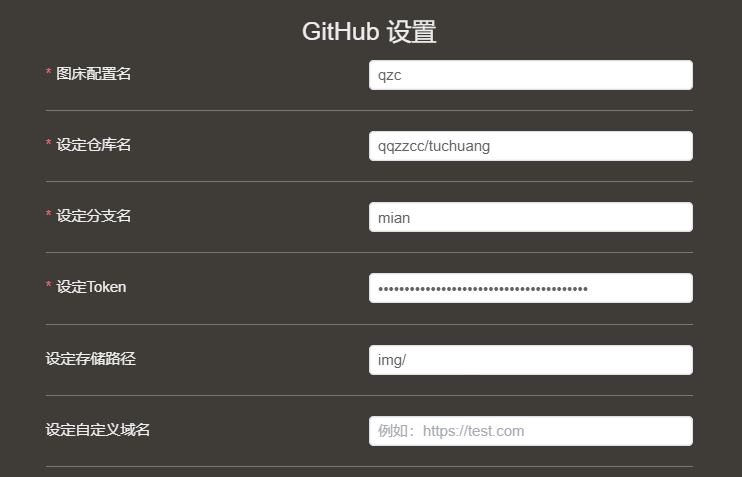 GitHub 设置
* 图床配置名
qzc
* 设定仓库名
qqzzcc/tuchuang
* 设定分支名
mian
* 设定Token
••••••••••••••••••••••••••••••••••••••••
设定存储路径
img/
设定自定义域名
例如：https://test.com